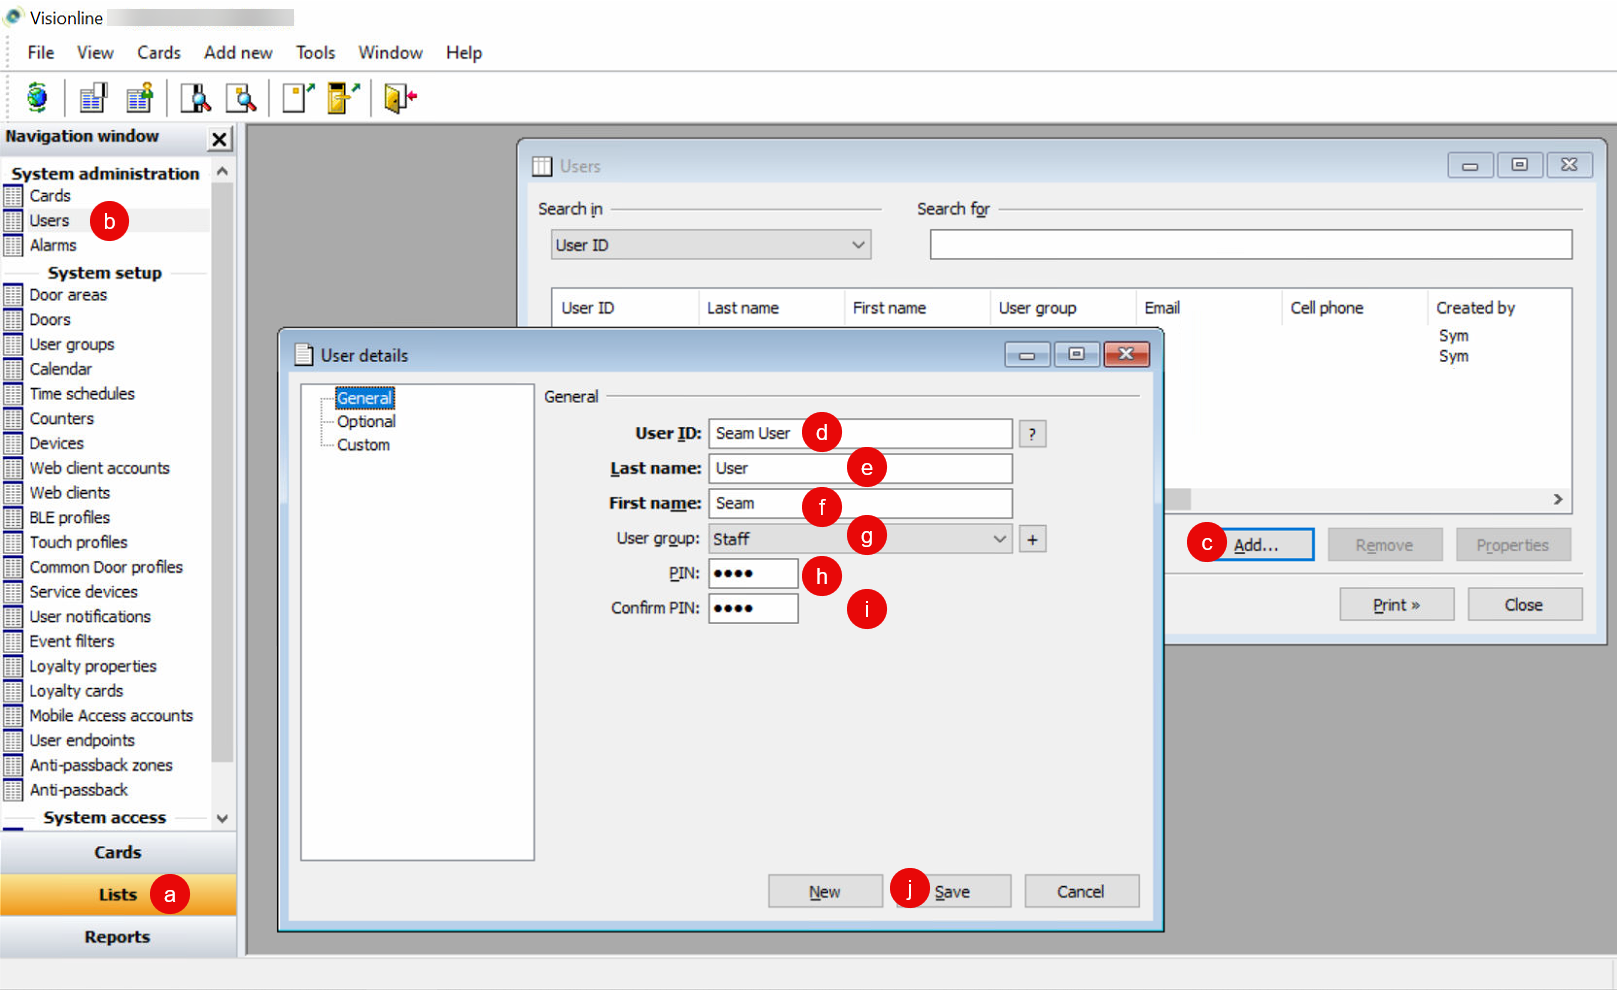 Visionline
File View Cards Add new Tools Window Help
Navigation window
System administration
Cards
Users b
Alarms
System setup
Door areas
Doors
User groups
Calendar
Time schedules
Counters
Devices
Web client accounts
Web clients
BLE profiles
Touch profiles
Common Door profiles
Service devices
User notifications
Event filters
Loyalty properties
Loyalty cards
Mobile Access accounts
User endpoints
Anti-passback zones
Anti-passback
System access
Cards
Lists a
Reports
Users
Search in Search for
User ID
User ID Last name First name User group Email Cell phone Created by
Sym
Sym
c Add... Remove Properties
Print » Close
User details
General
Optional
Custom
General
User ID: Seam User d ?
Last name: User e
First name: Seam f
User group: Staff g +
PIN: •••• h
Confirm PIN: •••• i
New j Save Cancel